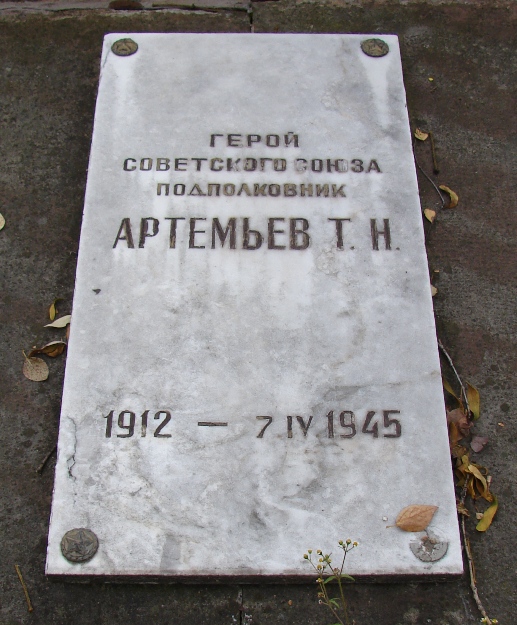 ГЕРОЙ
СОВЕТСКОГО СОЮЗА
ПОДПОЛКОВНИК
АРТЕМЬЕВ Т. Н.
1912 — 7 IV 1945